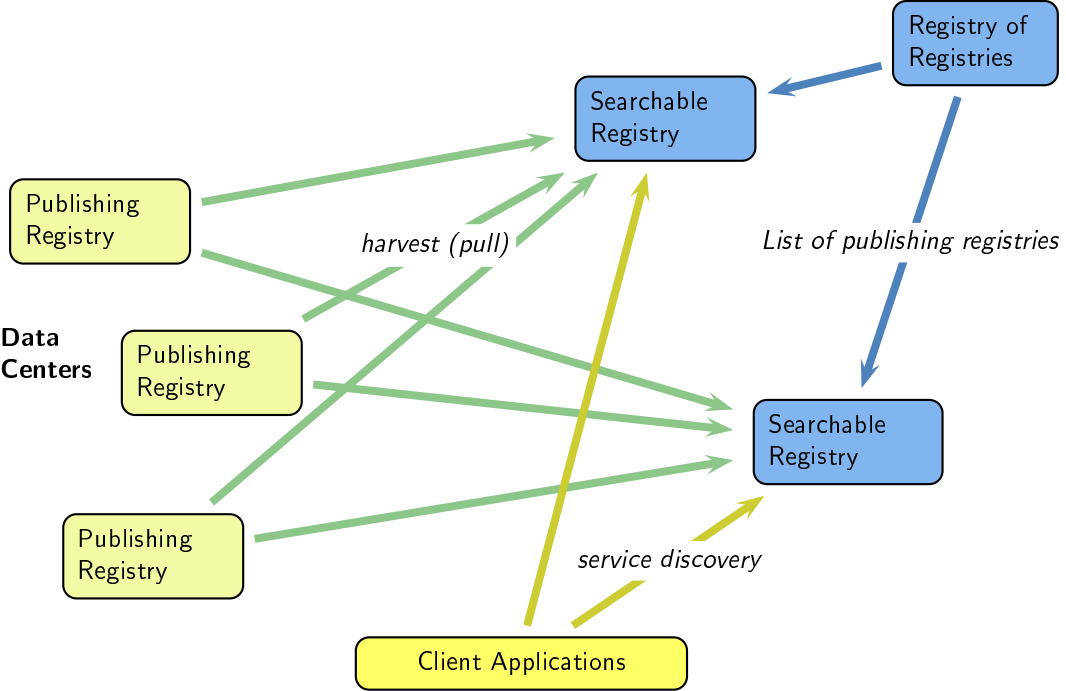 Registry of
Registries
Searchable
Registry
Publishing
Registry
harvest (pull)
List of publishing registries
Data
Centers
Publishing
Registry
Searchable
Registry
Publishing
Registry
service discovery
Client Applications